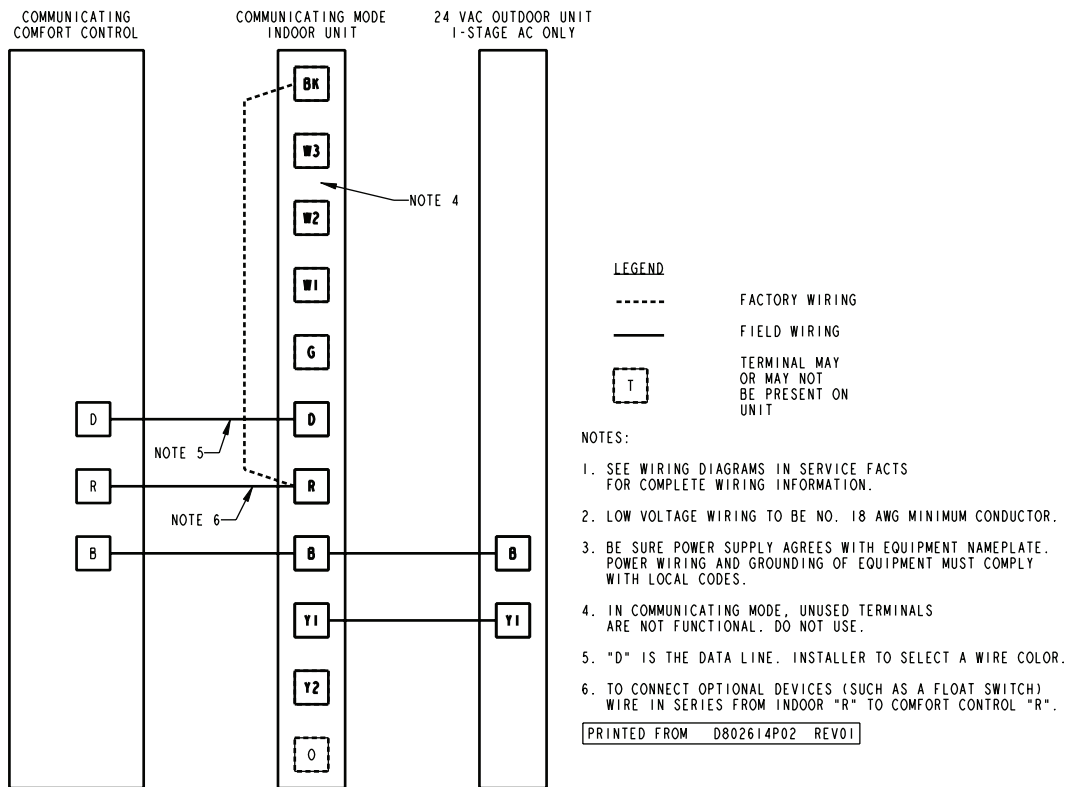 COMMUNICATING
COMFORT CONTROL
COMMUNICATING MODE
INDOOR UNIT
24 VAC OUTDOOR UNIT
1-STAGE AC ONLY
BK
W3
NOTE 4
W2
W1
G
D
D
NOTE 5
R
R
NOTE 6
B
B
B
Y1
Y1
Y2
O
LEGEND
FACTORY WIRING
FIELD WIRING
T
TERMINAL MAY
OR MAY NOT
BE PRESENT ON
UNIT
NOTES:
1. SEE WIRING DIAGRAMS IN SERVICE FACTS
FOR COMPLETE WIRING INFORMATION.
2. LOW VOLTAGE WIRING TO BE NO. 18 AWG MINIMUM CONDUCTOR.
3. BE SURE POWER SUPPLY AGREES WITH EQUIPMENT NAMEPLATE.
POWER WIRING AND GROUNDING OF EQUIPMENT MUST COMPLY
WITH LOCAL CODES.
4. IN COMMUNICATING MODE, UNUSED TERMINALS
ARE NOT FUNCTIONAL. DO NOT USE.
5. "D" IS THE DATA LINE. INSTALLER TO SELECT A WIRE COLOR.
6. TO CONNECT OPTIONAL DEVICES (SUCH AS A FLOAT SWITCH)
WIRE IN SERIES FROM INDOOR "R" TO COMFORT CONTROL "R".
PRINTED FROM D802614P02 REV01